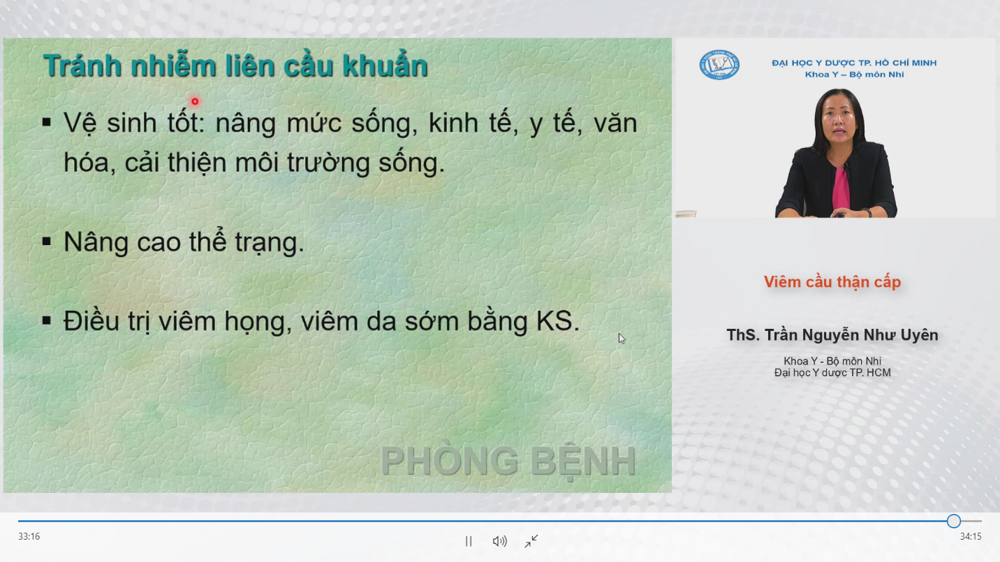 Tránh nhiễm liên cầu khuẩn
▪ Vệ sinh tốt: nâng mức sống, kinh tế, y tế, văn
hóa, cải thiện môi trường sống.
▪ Nâng cao thể trạng.
▪ Điều trị viêm họng, viêm da sớm bằng KS.
PHÒNG BỆNH
ĐẠI HỌC Y DƯỢC TP. HỒ CHÍ MINH
Khoa Y – Bộ môn Nhi
Viêm cầu thận cấp
ThS. Trần Nguyễn Như Uyên
Khoa Y - Bộ môn Nhi
Đại học Y dược TP. HCM
33:16
34:15